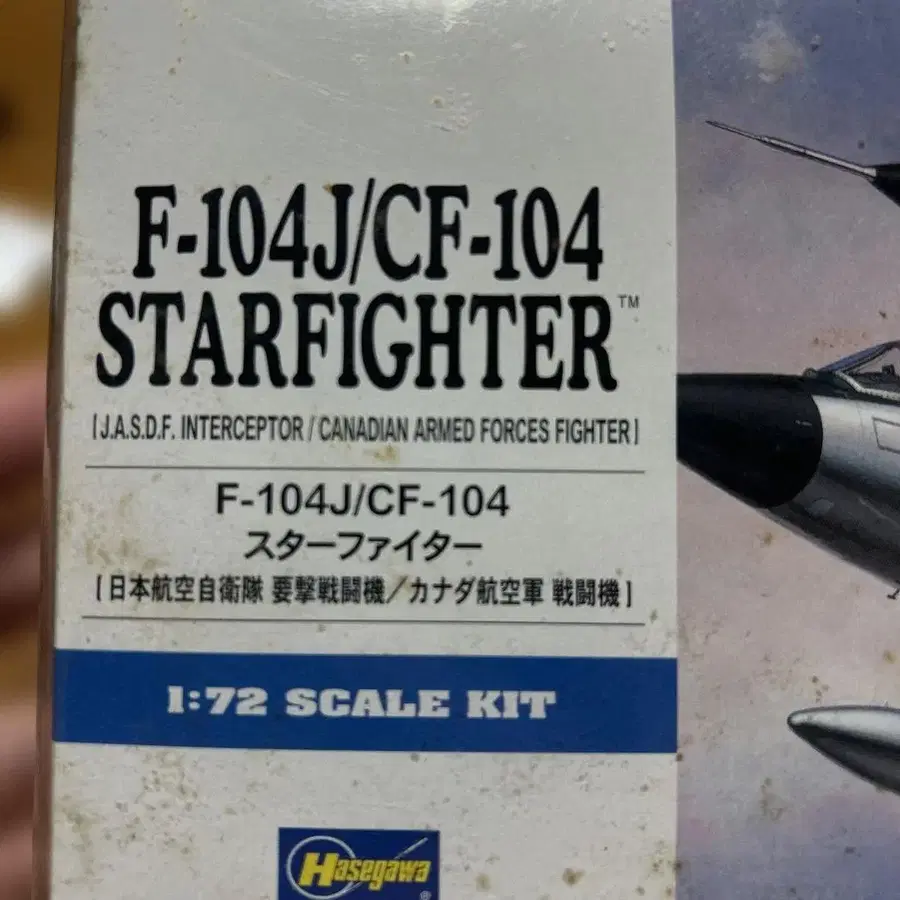 F-104J/CF-104
STARFIGHTER™
[J.A.S.D.F. INTERCEPTOR / CANADIAN ARMED FORCES FIGHTER]
F-104J/CF-104
スターファイター
[日本航空自衛隊 要撃戦闘機／カナダ航空軍 戦闘機]
1:72 SCALE KIT
Hasegawa®